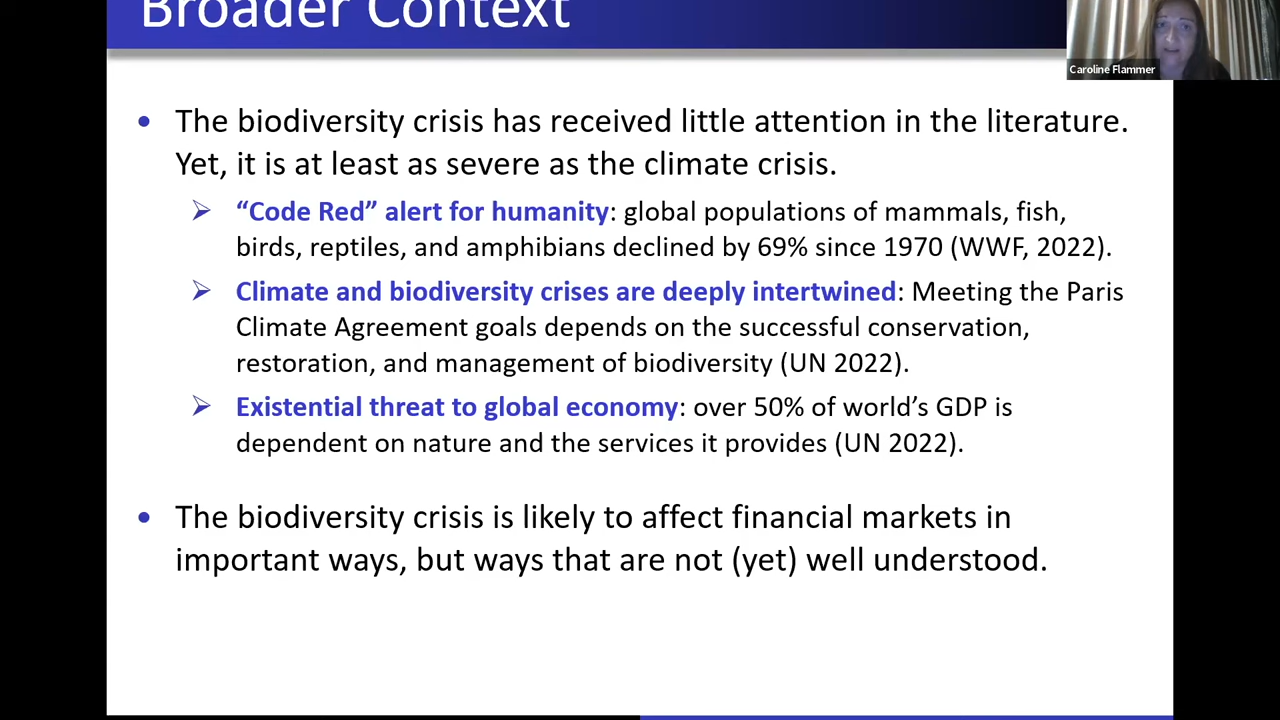 Broader Context
Caroline Flammer
• The biodiversity crisis has received little attention in the literature.
Yet, it is at least as severe as the climate crisis.
➢ “Code Red” alert for humanity: global populations of mammals, fish,
birds, reptiles, and amphibians declined by 69% since 1970 (WWF, 2022).
➢ Climate and biodiversity crises are deeply intertwined: Meeting the Paris
Climate Agreement goals depends on the successful conservation,
restoration, and management of biodiversity (UN 2022).
➢ Existential threat to global economy: over 50% of world’s GDP is
dependent on nature and the services it provides (UN 2022).
• The biodiversity crisis is likely to affect financial markets in
important ways, but ways that are not (yet) well understood.